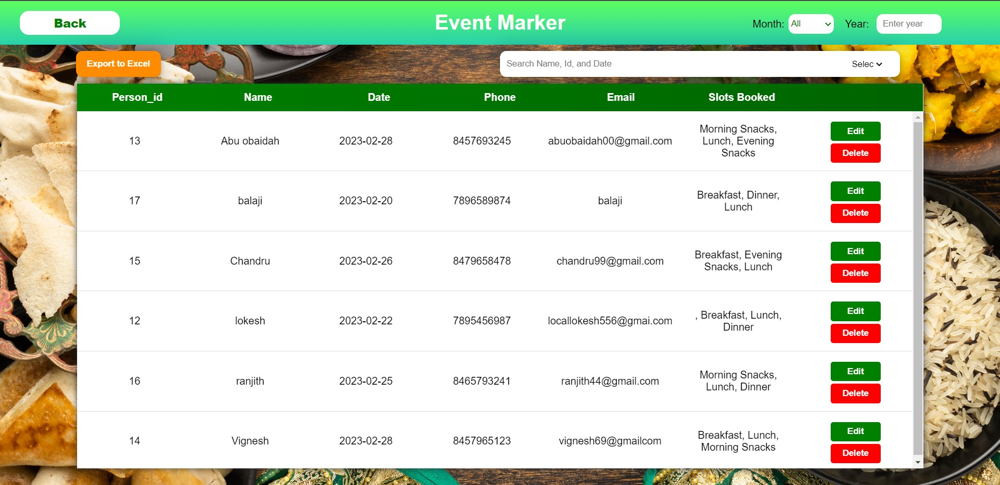 Back
Event Marker
Month: All Year: Enter year
Export to Excel
Search Name, Id, and Date
Selec
Person_id Name Date Phone Email Slots Booked
13 Abu obaidah 2023-02-28 8457693245 abuobaidah00@gmail.com Morning Snacks,
Lunch, Evening
Snacks
Edit
Delete
17 balaji 2023-02-20 7896589874 balaji Breakfast, Dinner,
Lunch
Edit
Delete
15 Chandru 2023-02-26 8479658478 chandru99@gmail.com Breakfast, Evening
Snacks, Lunch
Edit
Delete
12 lokesh 2023-02-22 7895456987 locallokesh556@gmai.com , Breakfast, Lunch,
Dinner
Edit
Delete
16 ranjith 2023-02-25 8465793241 ranjith44@gmail.com Morning Snacks,
Lunch, Dinner
Edit
Delete
14 Vignesh 2023-02-28 8457965123 vignesh69@gmailcom Breakfast, Lunch,
Morning Snacks
Edit
Delete